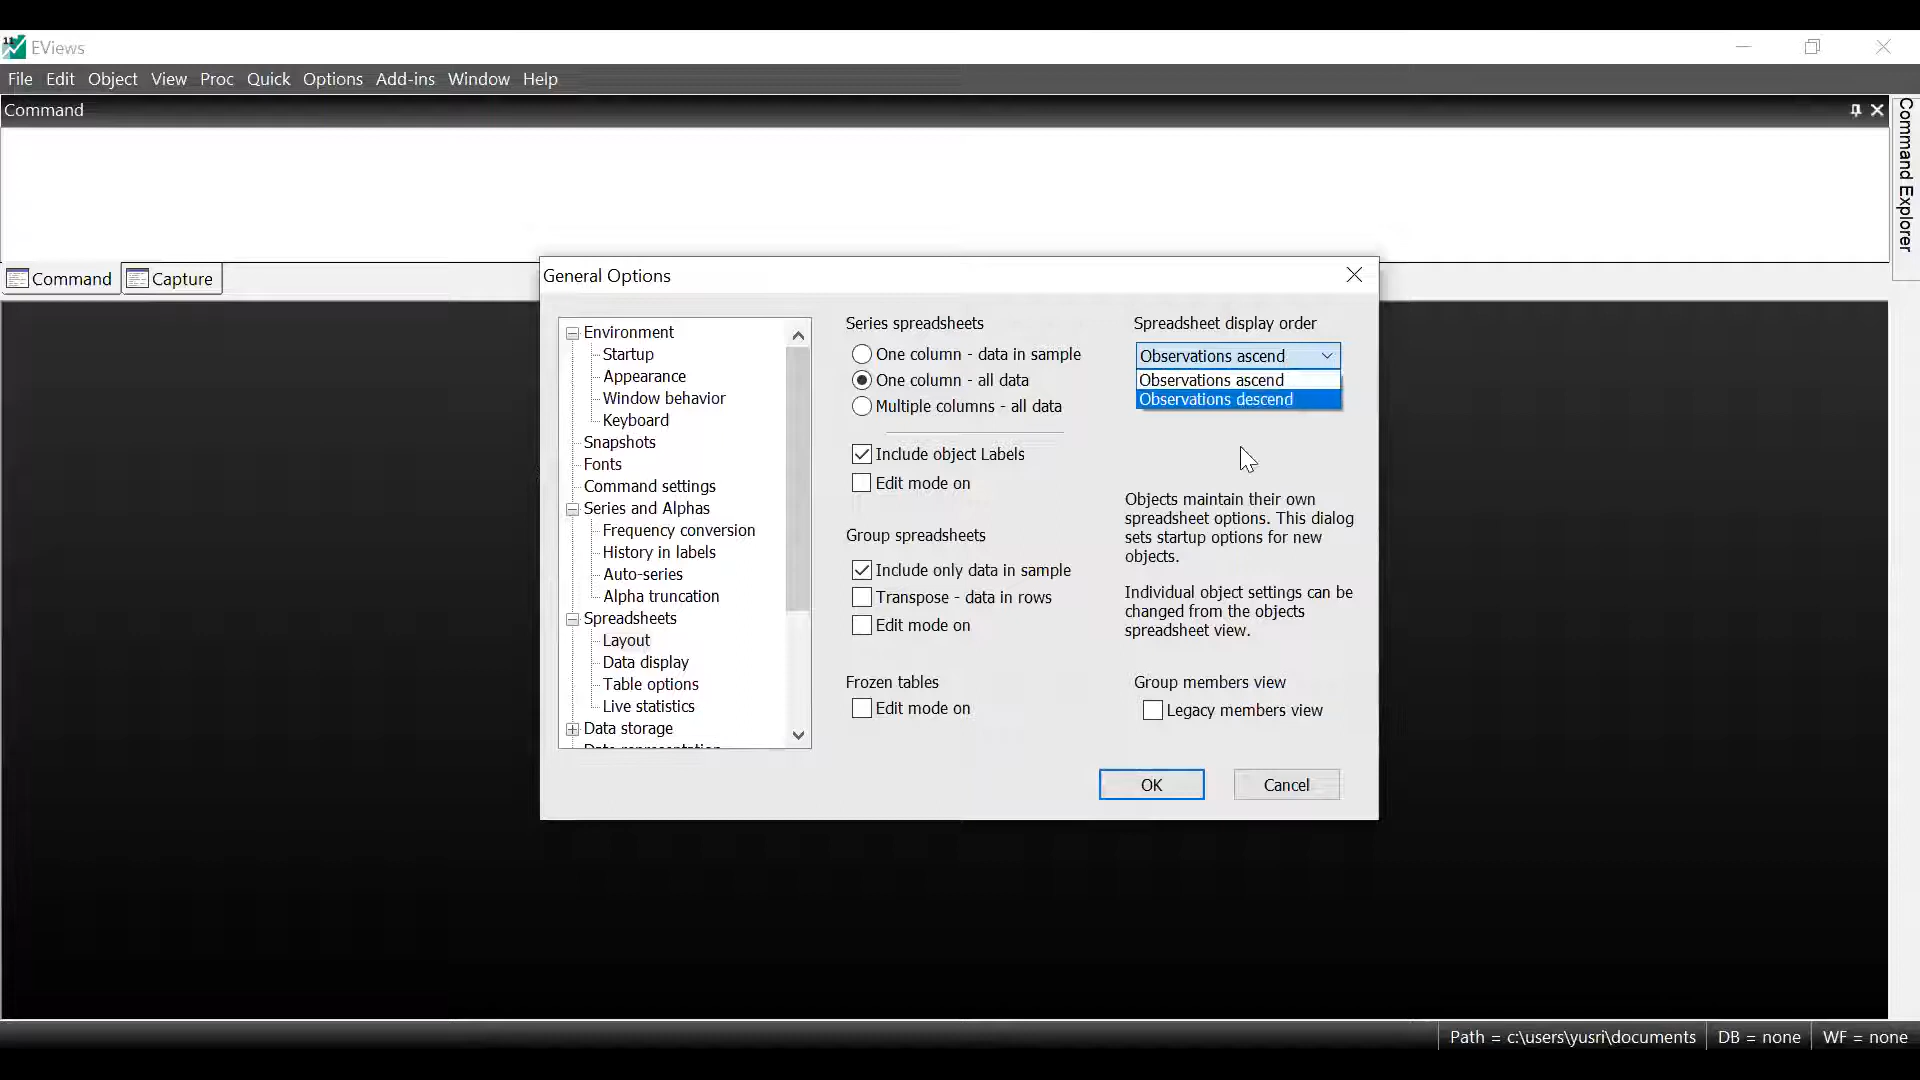 EViews
File Edit Object View Proc Quick Options Add-ins Window Help
Command
Command Explorer
Command Capture
General Options
Environment
Startup
Appearance
Window behavior
Keyboard
Snapshots
Fonts
Command settings
Series and Alphas
Frequency conversion
History in labels
Auto-series
Alpha truncation
Spreadsheets
Layout
Data display
Table options
Live statistics
Data storage
Series spreadsheets
One column - data in sample
One column - all data
Multiple columns - all data
Include object Labels
Edit mode on
Group spreadsheets
Include only data in sample
Transpose - data in rows
Edit mode on
Frozen tables
Edit mode on
Spreadsheet display order
Observations ascend
Observations ascend
Observations descend
Objects maintain their own
spreadsheet options. This dialog
sets startup options for new
objects.
Individual object settings can be
changed from the objects
spreadsheet view.
Group members view
Legacy members view
OK Cancel
Path = c:\users\yusri\documents DB = none WF = none